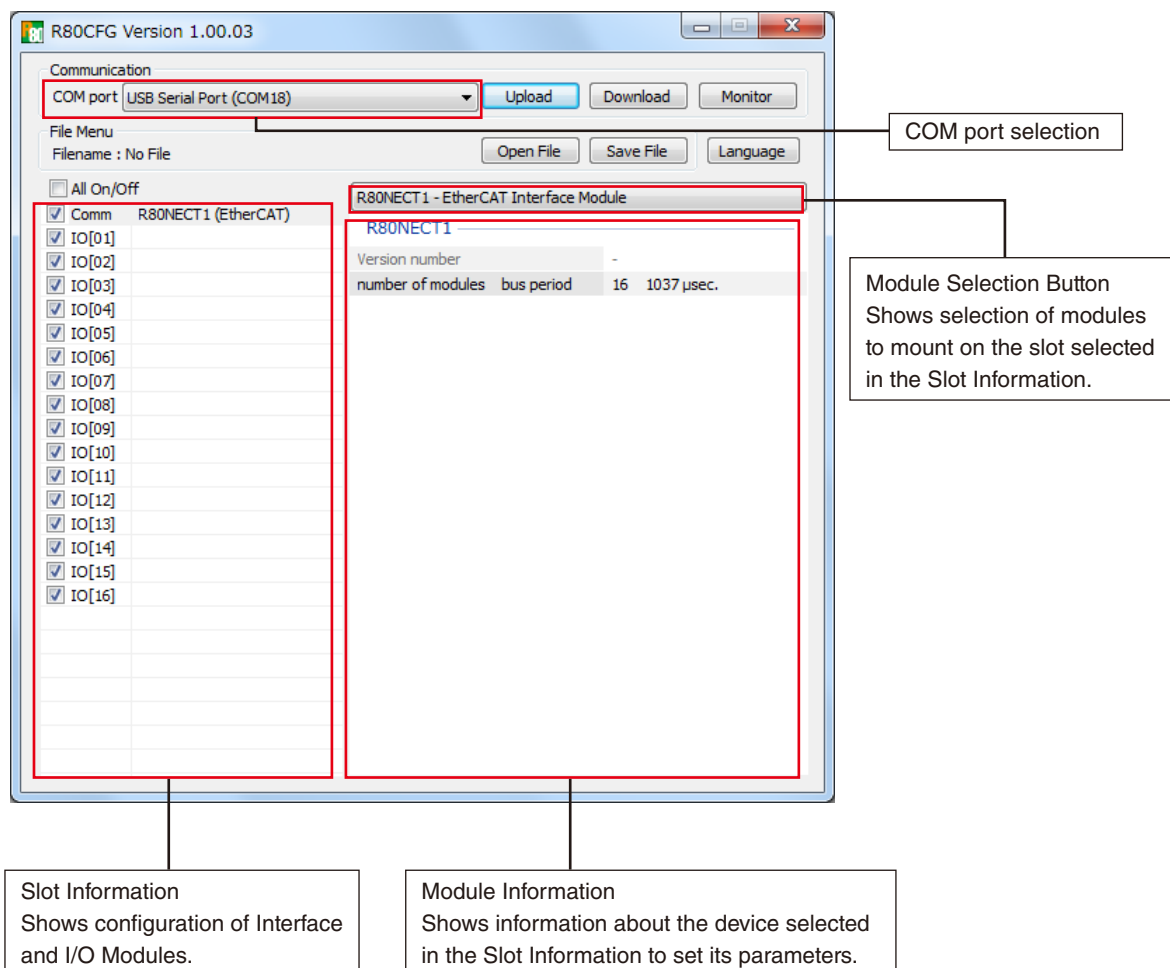 R80CFG Version 1.00.03
Communication
COM port USB Serial Port (COM18) Upload Download Monitor
COM port selection
File Menu
Filename : No File Open File Save File Language
All On/Off
R80NECT1 - EtherCAT Interface Module
Comm R80NECT1 (EtherCAT)
IO[01]
IO[02]
IO[03]
IO[04]
IO[05]
IO[06]
IO[07]
IO[08]
IO[09]
IO[10]
IO[11]
IO[12]
IO[13]
IO[14]
IO[15]
IO[16]
R80NECT1
Version number -
number of modules bus period 16 1037 µsec.
Module Selection Button
Shows selection of modules
to mount on the slot selected
in the Slot Information.
Slot Information
Shows configuration of Interface
and I/O Modules.
Module Information
Shows information about the device selected
in the Slot Information to set its parameters.